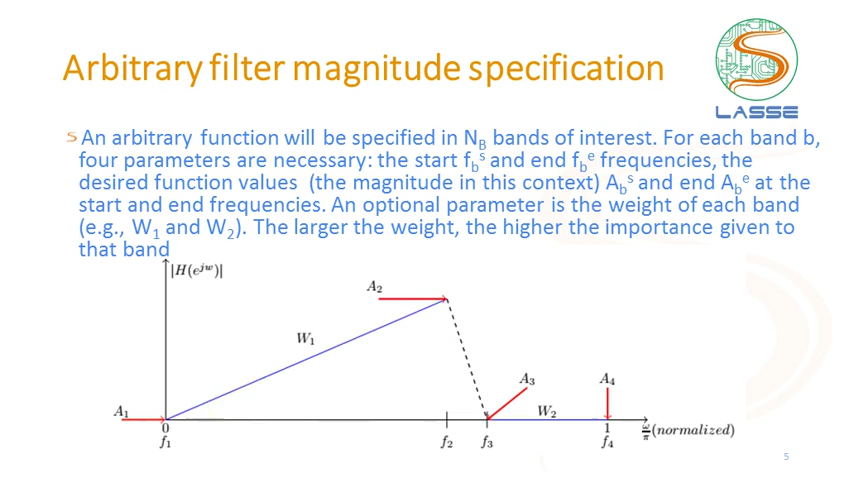 Arbitrary filter magnitude specification
LASSE
An arbitrary function will be specified in N_B bands of interest. For each band b,
four parameters are necessary: the start f_b^s and end f_b^e frequencies, the
desired function values (the magnitude in this context) A_b^s and end A_b^e at the
start and end frequencies. An optional parameter is the weight of each band
(e.g., W_1 and W_2). The larger the weight, the higher the importance given to
that band
|H(e^{jw})|
A_2
W_1
A_3 A_4
A_1 W_2
0 1 ω/π (normalized)
f_1 f_2 f_3 f_4
5